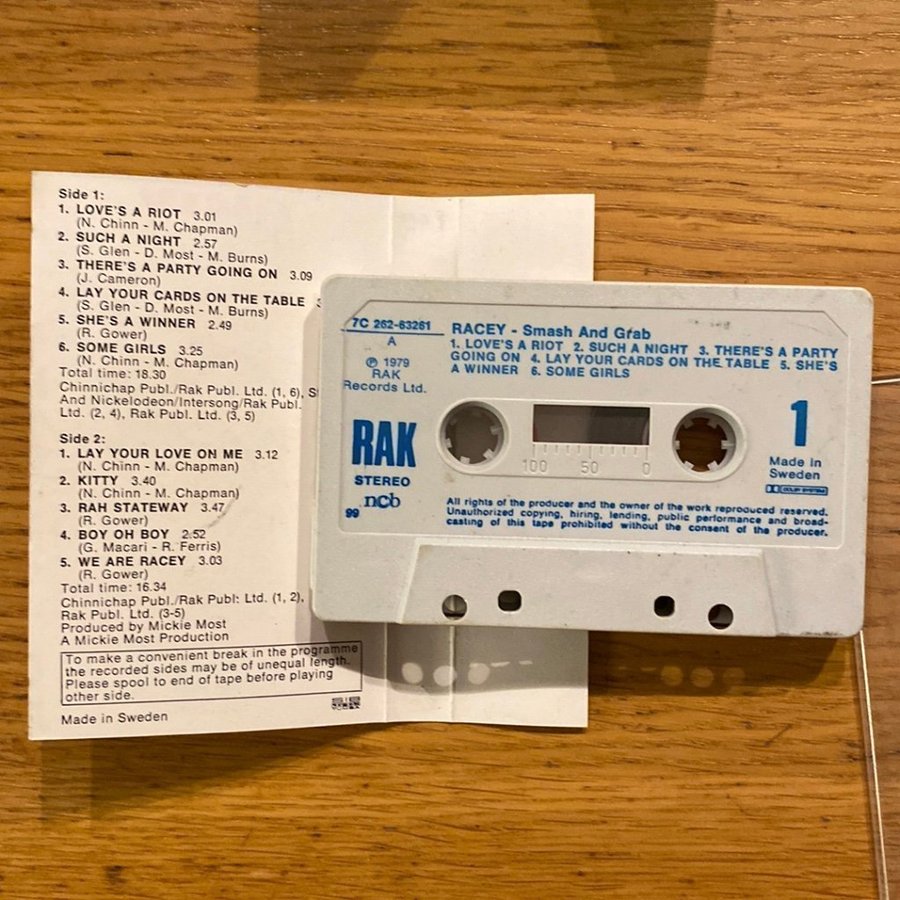 Side 1:
1. LOVE'S A RIOT 3.01
(N. Chinn - M. Chapman)
2. SUCH A NIGHT 2.57
(S. Glen - D. Most - M. Burns)
3. THERE'S A PARTY GOING ON 3.09
(J. Cameron)
4. LAY YOUR CARDS ON THE TABLE
(S. Glen - D. Most - M. Burns)
5. SHE'S A WINNER 2.49
(R. Gower)
6. SOME GIRLS 3.25
(N. Chinn - M. Chapman)
Total time: 18.30
Chinnichap Publ./Rak Publ. Ltd. (1, 6),
And Nickelodeon/Intersong/Rak Publ.
Ltd. (2, 4), Rak Publ. Ltd. (3, 5)
Side 2:
1. LAY YOUR LOVE ON ME 3.12
(N. Chinn - M. Chapman)
2. KITTY 3.40
(N. Chinn - M. Chapman)
3. RAH STATEWAY 3.47
(R. Gower)
4. BOY OH BOY 2:52
(G. Macari - R. Ferris)
5. WE ARE RACEY 3.03
(R. Gower)
Total time: 16.34
Chinnichap Publ./Rak Publ: Ltd. (1, 2),
Rak Publ. Ltd. (3-5)
Produced by Mickie Most
A Mickie Most Production
To make a convenient break in the programme
the recorded sides may be of unequal length.
Please spool to end of tape before playing
other side.
Made in Sweden
7C 262-63261
A
℗ 1979
RAK
Records Ltd.
RAK
STEREO
ncb
99
RACEY - Smash And Grab
1. LOVE'S A RIOT 2. SUCH A NIGHT 3. THERE'S A PARTY
GOING ON 4. LAY YOUR CARDS ON THE TABLE 5. SHE'S
A WINNER 6. SOME GIRLS
100 50 0
1
Made in
Sweden
DOLBY SYSTEM
All rights of the producer and the owner of the work reproduced reserved.
Unauthorized copying, hiring, lending, public performance and broad-
casting of this tape prohibited without the consent of the producer.